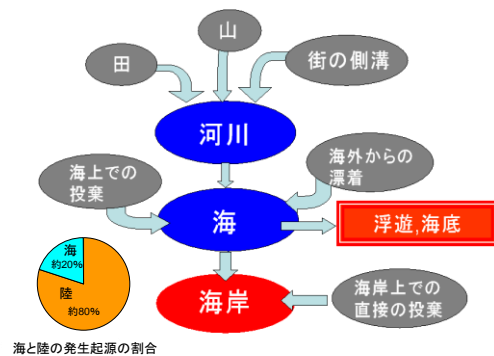 山
田
街の側溝
河川
海外からの
漂着
海上での
投棄
海
浮遊,海底
海
約20%
陸
約80%
海岸
海岸上での
直接の投棄
海と陸の発生起源の割合